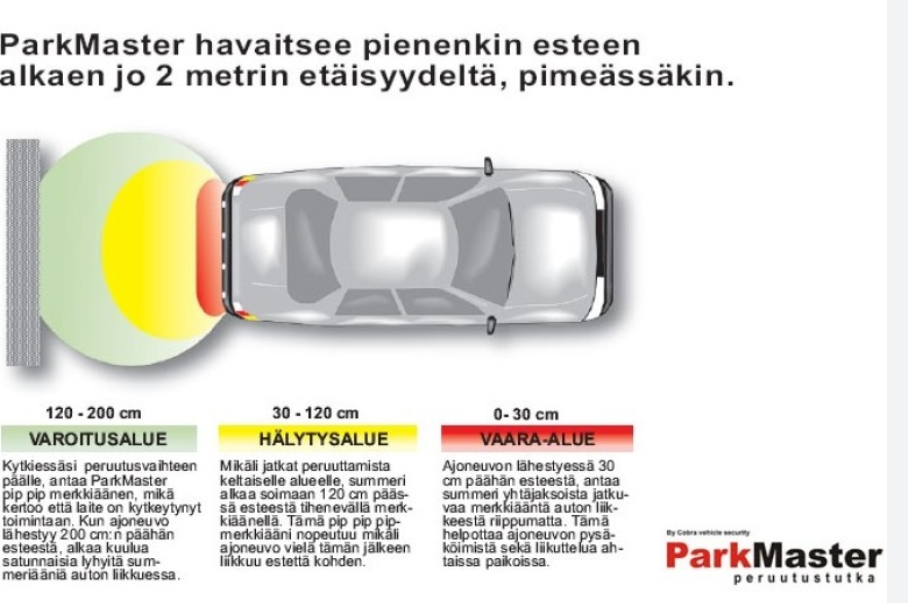 ParkMaster havaitsee pienenkin esteen
alkaen jo 2 metrin etäisyydeltä, pimeässäkin.
120 - 200 cm
VAROITUSALUE
Kytkiessäsi peruutusvaihteen
päälle, antaa ParkMaster
pip pip merkkiäänen, mikä
kertoo että laite on kytkeytynyt
toimintaan. Kun ajoneuvo
lähestyy 200 cm:n päähän
esteestä, alkaa kuulua
satunnaisia lyhyitä sum-
meriääniä auton liikkuessa.
30 - 120 cm
HÄLYTYSALUE
Mikäli jatkat peruuttamista
keltaiselle alueelle, summeri
alkaa soimaan 120 cm pääs-
sä esteestä tihenevällä merk-
kiäänellä. Tämä pip pip pip-
merkkiääni nopeutuu mikäli
ajoneuvo vielä tämän jälkeen
liikkuu estettä kohden.
0- 30 cm
VAARA-ALUE
Ajoneuvon lähestyessä 30
cm päähän esteestä, antaa
summeri yhtäjaksoista jatku-
vaa merkkiääntä auton liik-
keestä riippumatta. Tämä
helpottaa ajoneuvon pysä-
köimistä sekä liikuttelua ah-
taissa paikoissa.
By Cobra vehicle security
ParkMaster
peruutustutka